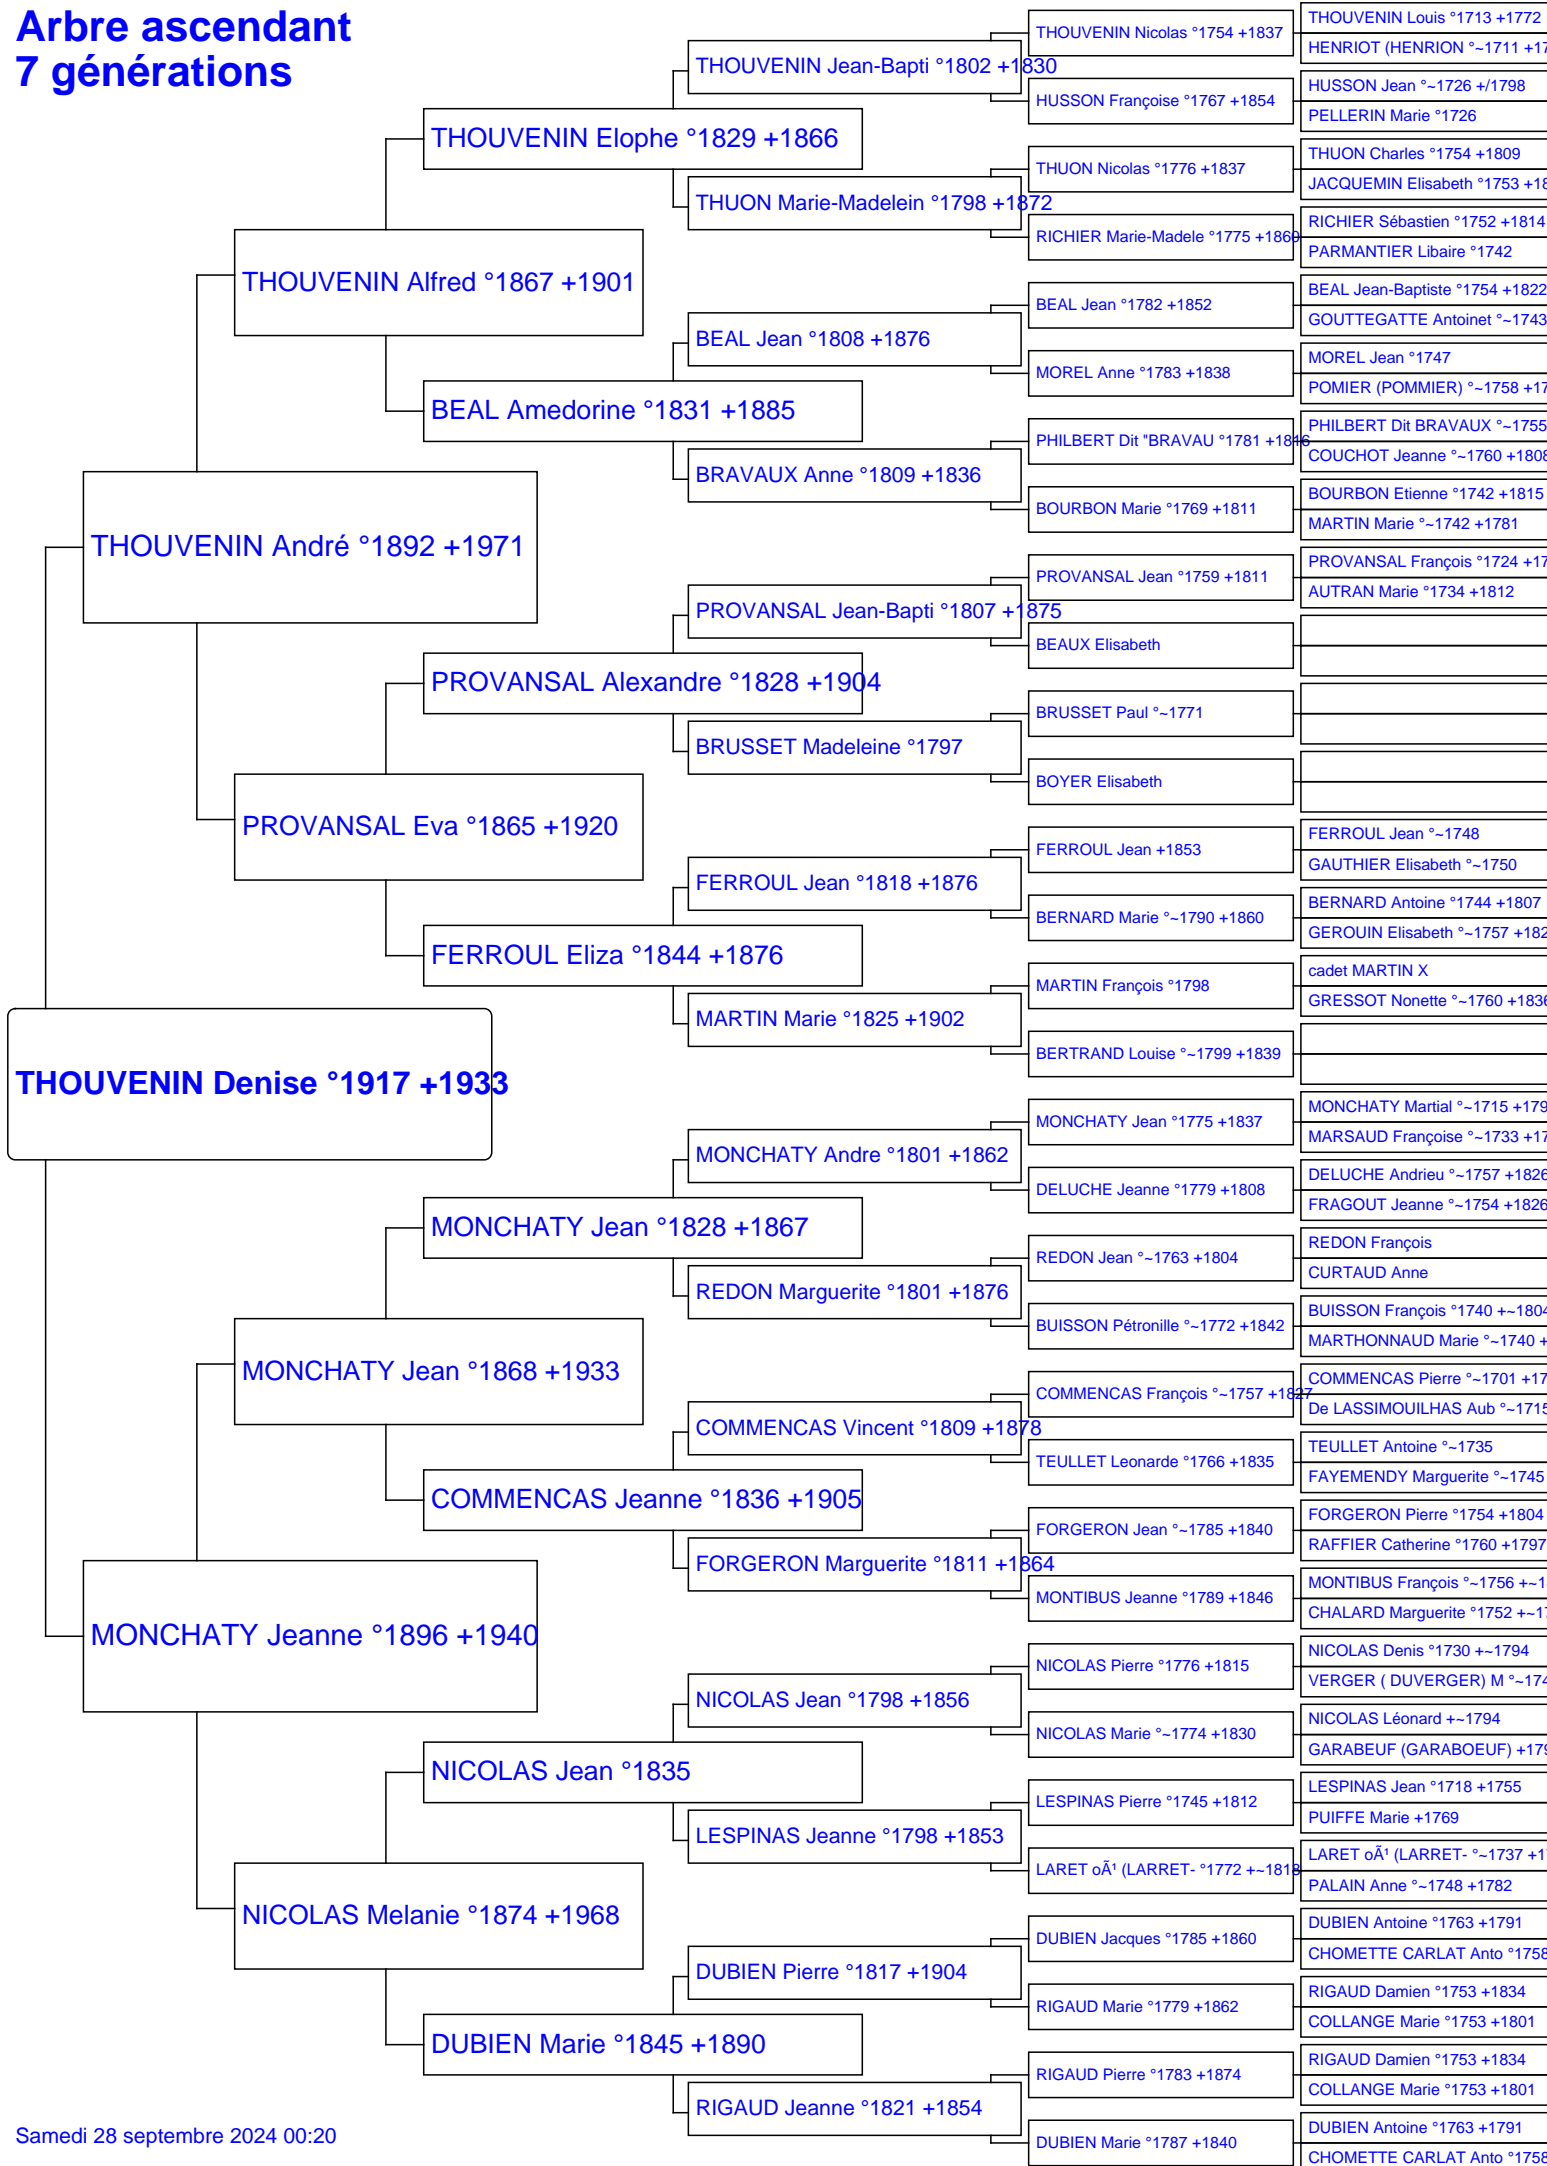 Arbre ascendant
7 générations
THOUVENIN Denise °1917 +1933
THOUVENIN André °1892 +1971
MONCHATY Jeanne °1896 +1940
THOUVENIN Alfred °1867 +1901
PROVANSAL Eva °1865 +1920
MONCHATY Jean °1868 +1933
NICOLAS Melanie °1874 +1968
THOUVENIN Elophe °1829 +1866
BEAL Amedorine °1831 +1885
PROVANSAL Alexandre °1828 +1904
FERROUL Eliza °1844 +1876
MONCHATY Jean °1828 +1867
COMMENCAS Jeanne °1836 +1905
NICOLAS Jean °1835
DUBIEN Marie °1845 +1890
THOUVENIN Jean-Bapti °1802 +1830
THUON Marie-Madelein °1798 +1872
BEAL Jean °1808 +1876
BRAVAUX Anne °1809 +1836
PROVANSAL Jean-Bapti °1807 +1875
BRUSSET Madeleine °1797
FERROUL Jean °1818 +1876
MARTIN Marie °1825 +1902
MONCHATY Andre °1801 +1862
REDON Marguerite °1801 +1876
COMMENCAS Vincent °1809 +1878
FORGERON Marguerite °1811 +1864
NICOLAS Jean °1798 +1856
LESPINAS Jeanne °1798 +1853
DUBIEN Pierre °1817 +1904
RIGAUD Jeanne °1821 +1854
THOUVENIN Nicolas °1754 +1837
HUSSON Françoise °1767 +1854
THUON Nicolas °1776 +1837
RICHIER Marie-Madele °1775 +1860
BEAL Jean °1782 +1852
MOREL Anne °1783 +1838
PHILBERT Dit "BRAVAU °1781 +1816
BOURBON Marie °1769 +1811
PROVANSAL Jean °1759 +1811
BEAUX Elisabeth
BRUSSET Paul °~1771
BOYER Elisabeth
FERROUL Jean +1853
BERNARD Marie °~1790 +1860
MARTIN François °1798
BERTRAND Louise °~1799 +1839
MONCHATY Jean °1775 +1837
DELUCHE Jeanne °1779 +1808
REDON Jean °~1763 +1804
BUISSON Pétronille °~1772 +1842
COMMENCAS François °~1757 +1827
TEULLET Leonarde °1766 +1835
FORGERON Jean °~1785 +1840
MONTIBUS Jeanne °1789 +1846
NICOLAS Pierre °1776 +1815
NICOLAS Marie °~1774 +1830
LESPINAS Pierre °1745 +1812
LARET oÃ¹ (LARRET- °1772 +~1818
DUBIEN Jacques °1785 +1860
RIGAUD Marie °1779 +1862
RIGAUD Pierre °1783 +1874
DUBIEN Marie °1787 +1840
THOUVENIN Louis °1713 +1772
HENRIOT (HENRION °~1711 +17
HUSSON Jean °~1726 +/1798
PELLERIN Marie °1726
THUON Charles °1754 +1809
JACQUEMIN Elisabeth °1753 +18
RICHIER Sébastien °1752 +1814
PARMANTIER Libaire °1742
BEAL Jean-Baptiste °1754 +1822
GOUTTEGATTE Antoinet °~1743
MOREL Jean °1747
POMIER (POMMIER) °~1758 +17
PHILBERT Dit BRAVAUX °~1755
COUCHOT Jeanne °~1760 +1808
BOURBON Etienne °1742 +1815
MARTIN Marie °~1742 +1781
PROVANSAL François °1724 +17
AUTRAN Marie °1734 +1812
FERROUL Jean °~1748
GAUTHIER Elisabeth °~1750
BERNARD Antoine °1744 +1807
GEROUIN Elisabeth °~1757 +182
cadet MARTIN X
GRESSOT Nonette °~1760 +1836
MONCHATY Martial °~1715 +179
MARSAUD Françoise °~1733 +17
DELUCHE Andrieu °~1757 +1826
FRAGOUT Jeanne °~1754 +1826
REDON François
CURTAUD Anne
BUISSON François °1740 +~1804
MARTHONNAUD Marie °~1740 +
COMMENCAS Pierre °~1701 +17
De LASSIMOUILHAS Aub °~1715
TEULLET Antoine °~1735
FAYEMENDY Marguerite °~1745
FORGERON Pierre °1754 +1804
RAFFIER Catherine °1760 +1797
MONTIBUS François °~1756 +~1
CHALARD Marguerite °1752 +~17
NICOLAS Denis °1730 +~1794
VERGER ( DUVERGER) M °~174
NICOLAS Léonard +~1794
GARABEUF (GARABOEUF) +179
LESPINAS Jean °1718 +1755
PUIFFE Marie +1769
LARET oÃ¹ (LARRET- °~1737 +1
PALAIN Anne °~1748 +1782
DUBIEN Antoine °1763 +1791
CHOMETTE CARLAT Anto °1758
RIGAUD Damien °1753 +1834
COLLANGE Marie °1753 +1801
RIGAUD Damien °1753 +1834
COLLANGE Marie °1753 +1801
DUBIEN Antoine °1763 +1791
CHOMETTE CARLAT Anto °1758
Samedi 28 septembre 2024 00:20